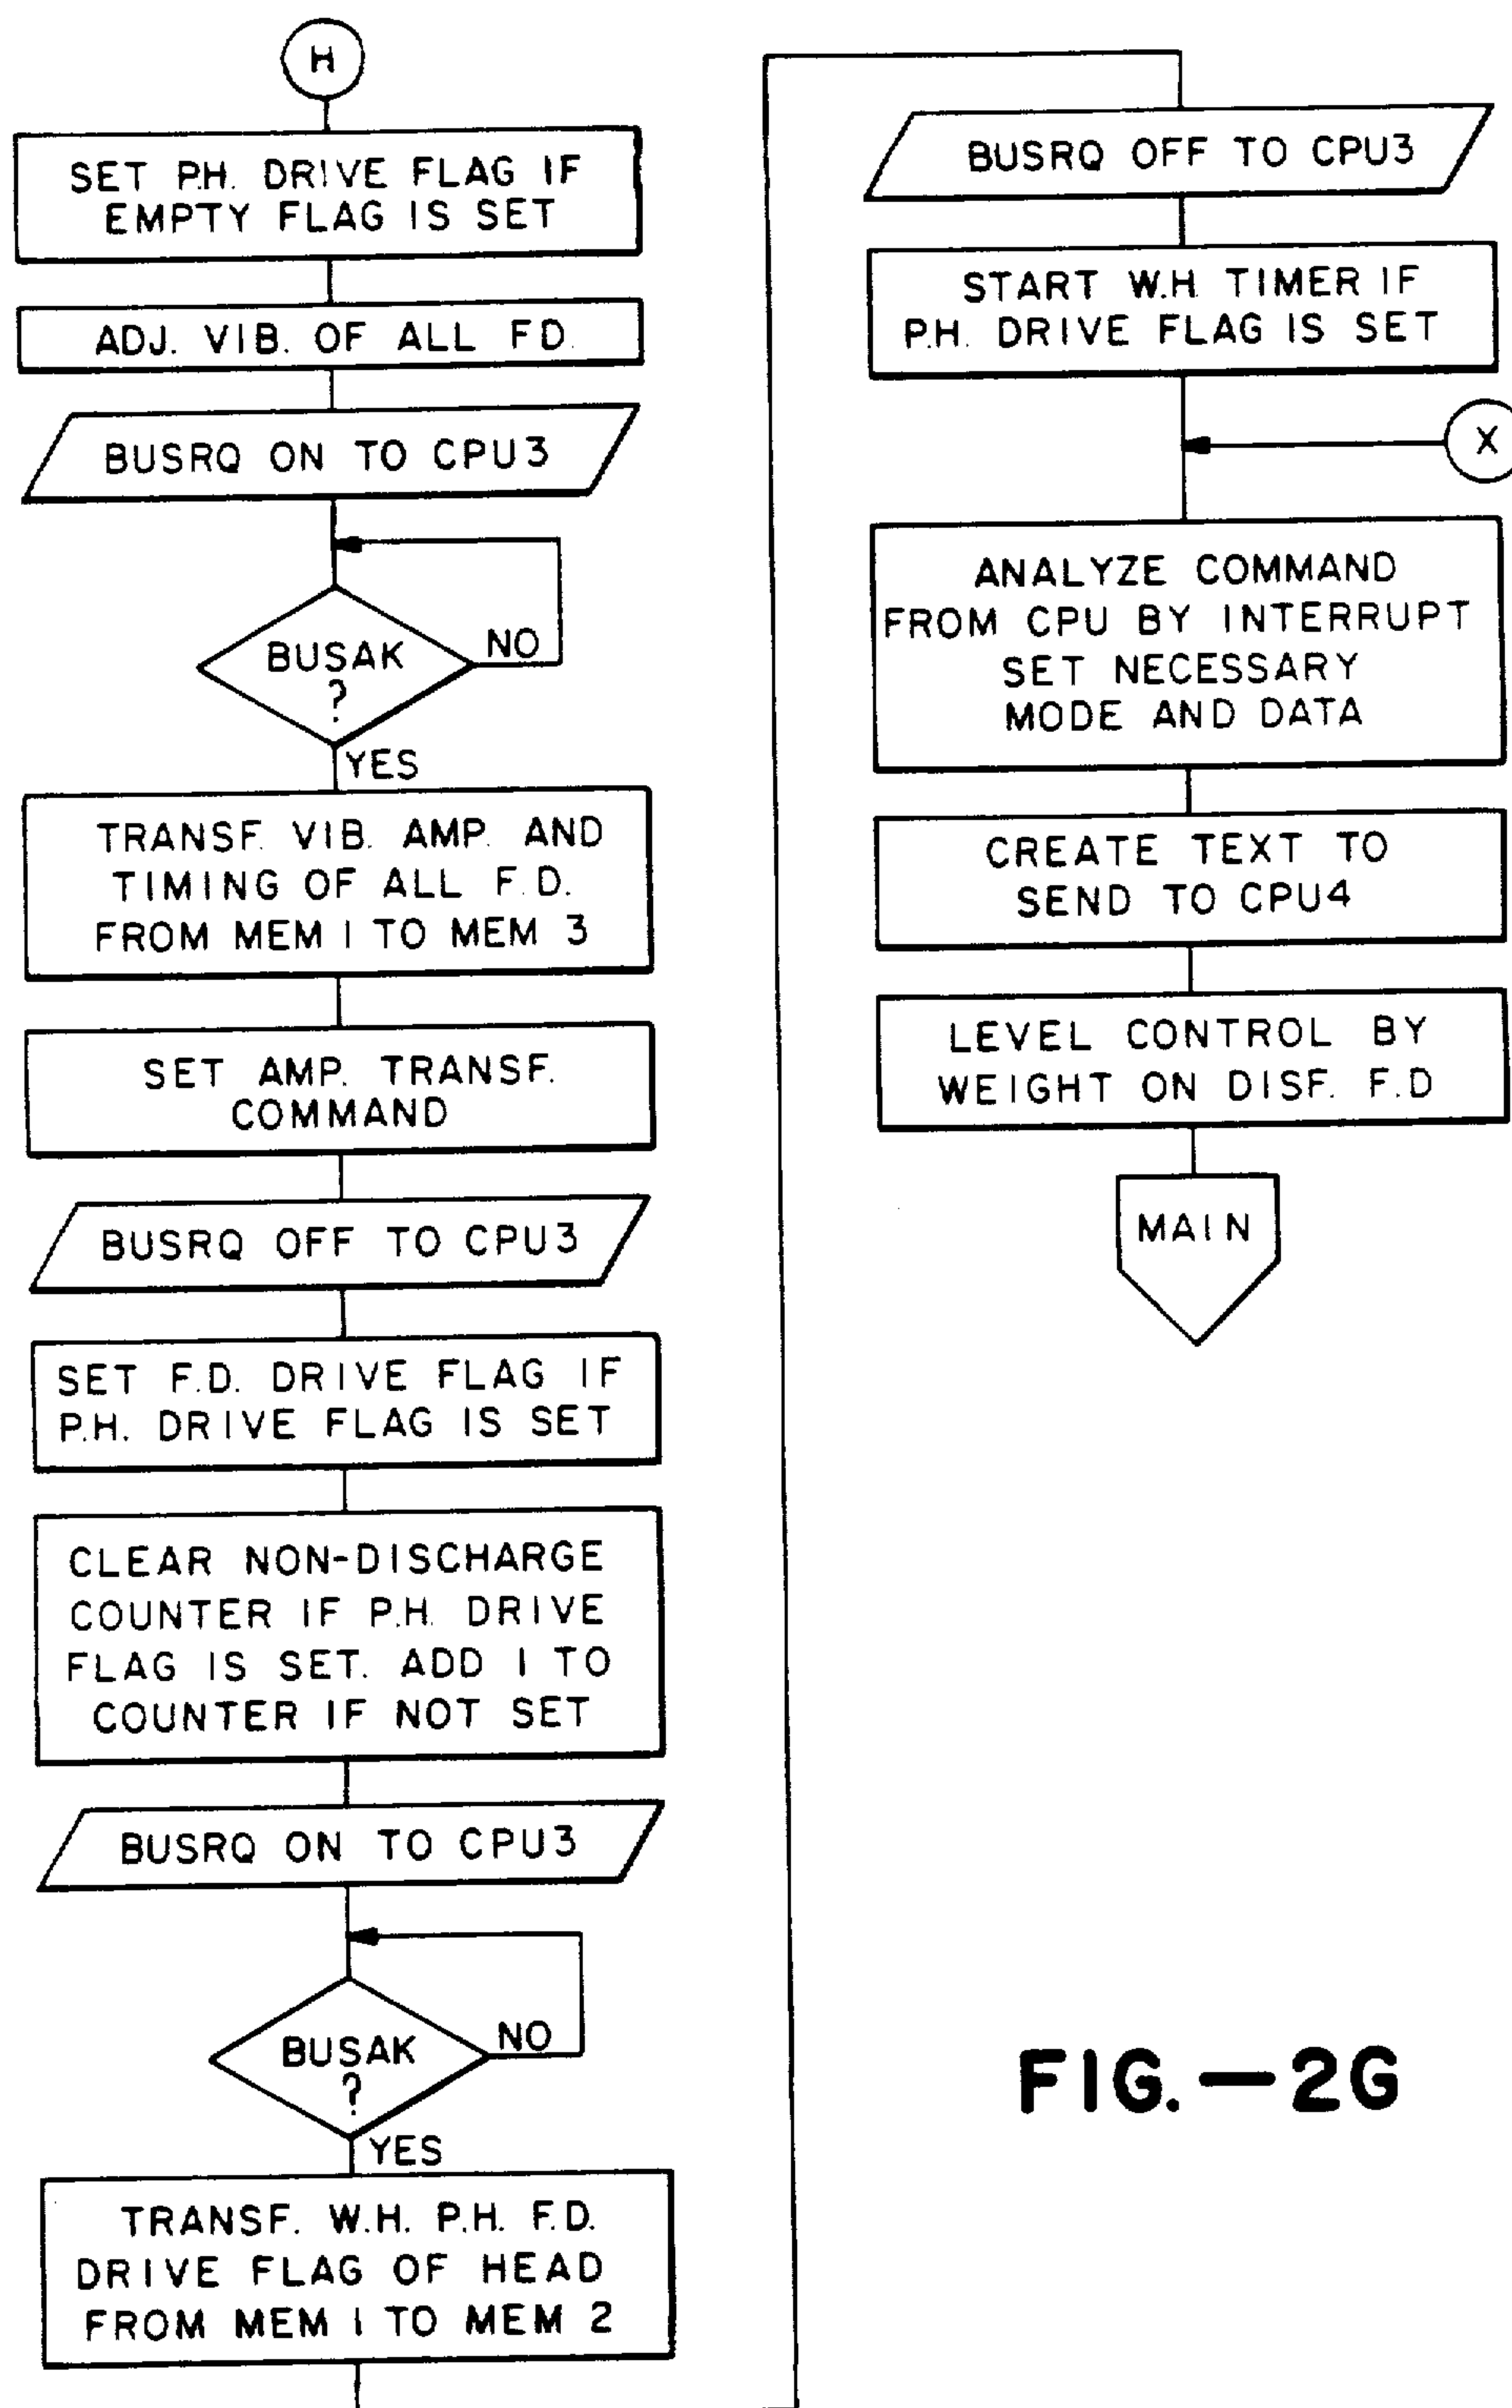 H
SET P.H. DRIVE FLAG IF
EMPTY FLAG IS SET
ADJ. VIB. OF ALL FD.
BUSRQ ON TO CPU3
BUSAK
?
NO
YES
TRANSF. VIB. AMP. AND
TIMING OF ALL F.D.
FROM MEM 1 TO MEM 3
SET AMP. TRANSF.
COMMAND
BUSRQ OFF TO CPU3
SET F.D. DRIVE FLAG IF
P.H. DRIVE FLAG IS SET
CLEAR NON-DISCHARGE
COUNTER IF P.H. DRIVE
FLAG IS SET. ADD 1 TO
COUNTER IF NOT SET
BUSRQ ON TO CPU3
BUSAK
?
NO
YES
TRANSF. W.H. P.H. F.D.
DRIVE FLAG OF HEAD
FROM MEM 1 TO MEM 2
BUSRQ OFF TO CPU3
START W.H. TIMER IF
P.H. DRIVE FLAG IS SET
X
ANALYZE COMMAND
FROM CPU BY INTERRUPT
SET NECESSARY
MODE AND DATA
CREATE TEXT TO
SEND TO CPU4
LEVEL CONTROL BY
WEIGHT ON DISF. F.D
MAIN
FIG.—2G